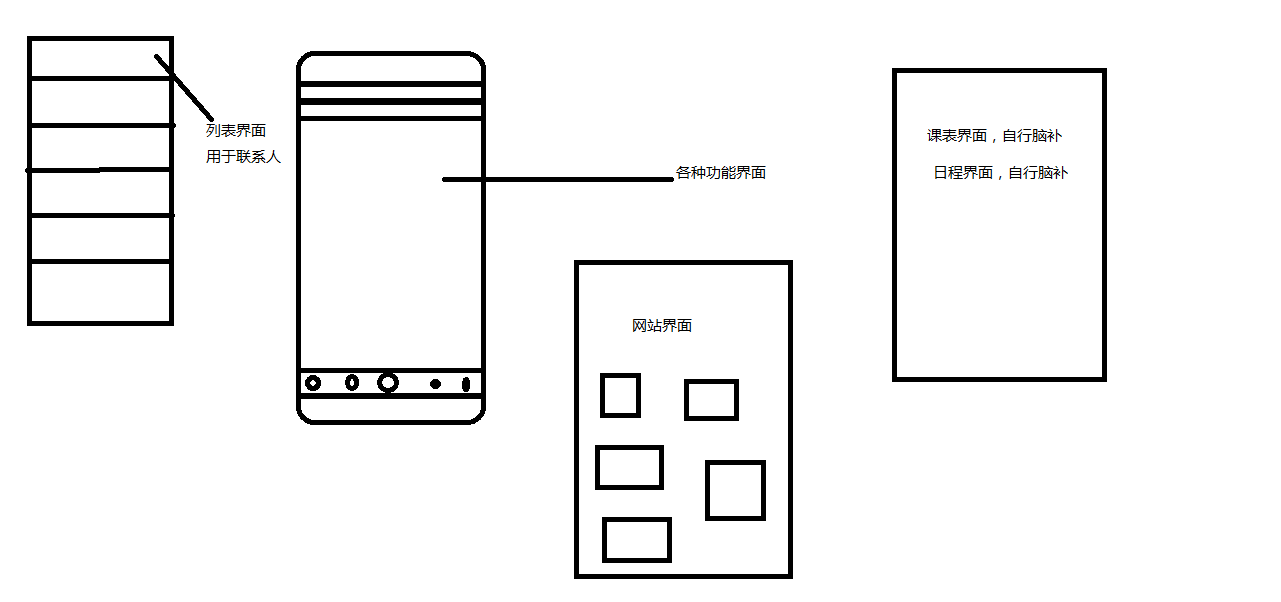 列表界面
用于联系人
各种功能界面
网站界面
课表界面，自行脑补
日程界面，自行脑补